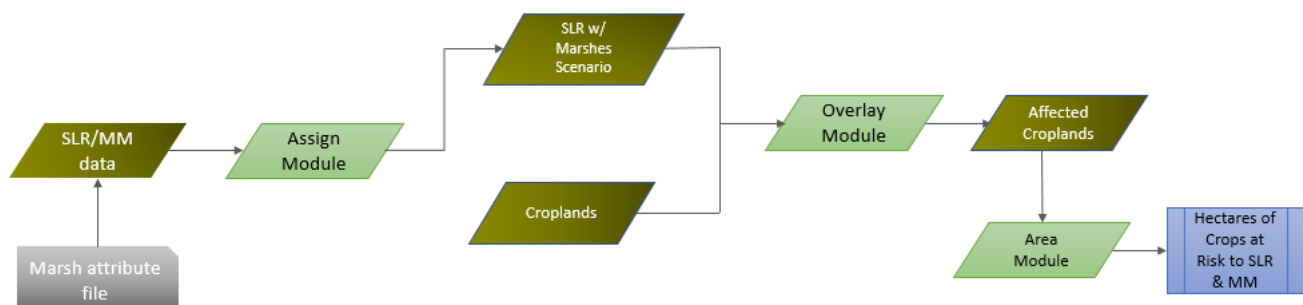 SLR w/
Marshes
Scenario
SLR/MM
data
Assign
Module
Overlay
Module
Affected
Croplands
Croplands
Marsh attribute
file
Area
Module
Hectares of
Crops at
Risk to SLR
& MM